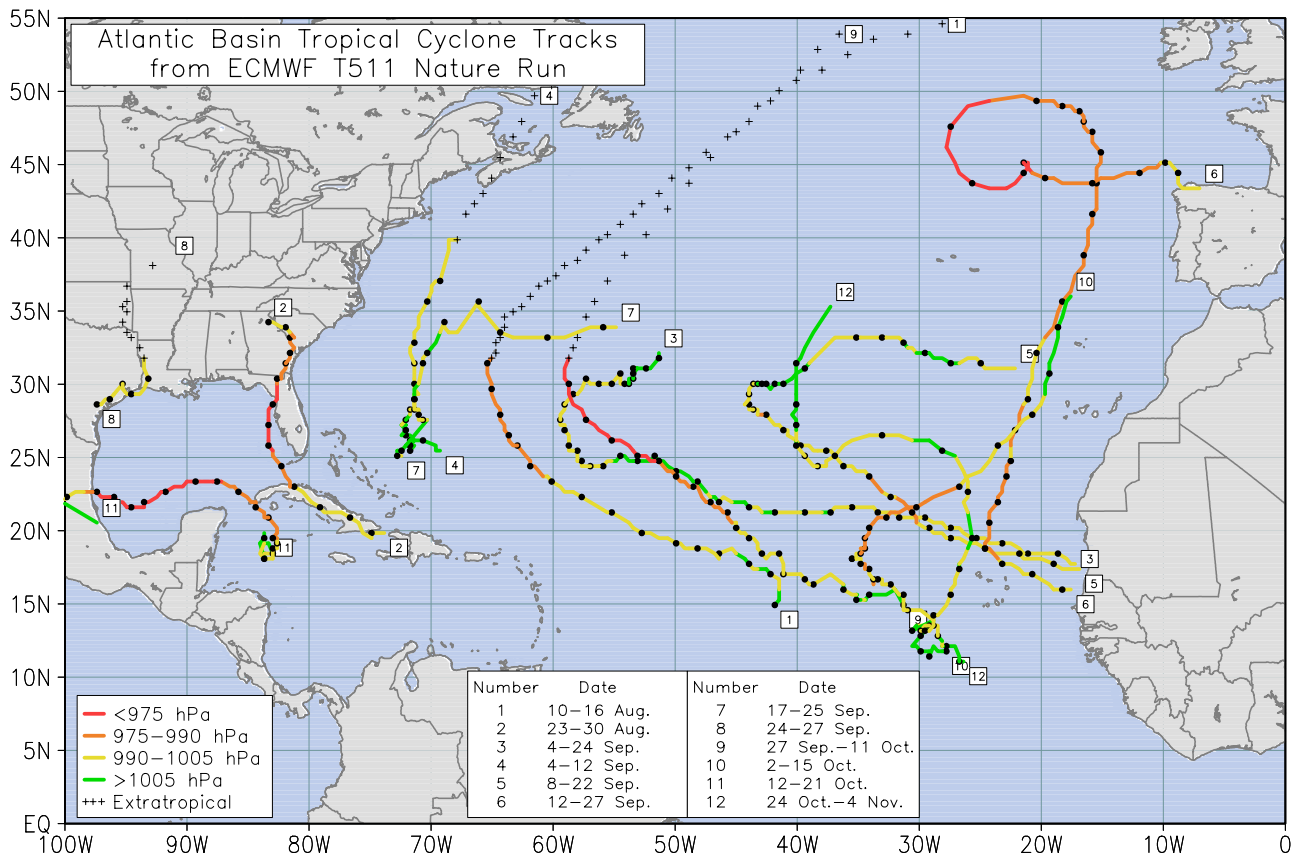 Atlantic Basin Tropical Cyclone Tracks
from ECMWF T511 Nature Run
55N
50N
45N
40N
35N
30N
25N
20N
15N
10N
5N
EQ
100W
90W
80W
70W
60W
50W
40W
30W
20W
10W
0
1
9
4
6
8
10
12
2
7
3
5
8
7
4
11
11
2
3
5
6
1
9
10
12
<975 hPa
975-990 hPa
990-1005 hPa
>1005 hPa
+++ Extratropical
Number Date
1 10-16 Aug.
2 23-30 Aug.
3 4-24 Sep.
4 4-12 Sep.
5 8-22 Sep.
6 12-27 Sep.
Number Date
7 17-25 Sep.
8 24-27 Sep.
9 27 Sep.-11 Oct.
10 2-15 Oct.
11 12-21 Oct.
12 24 Oct.-4 Nov.